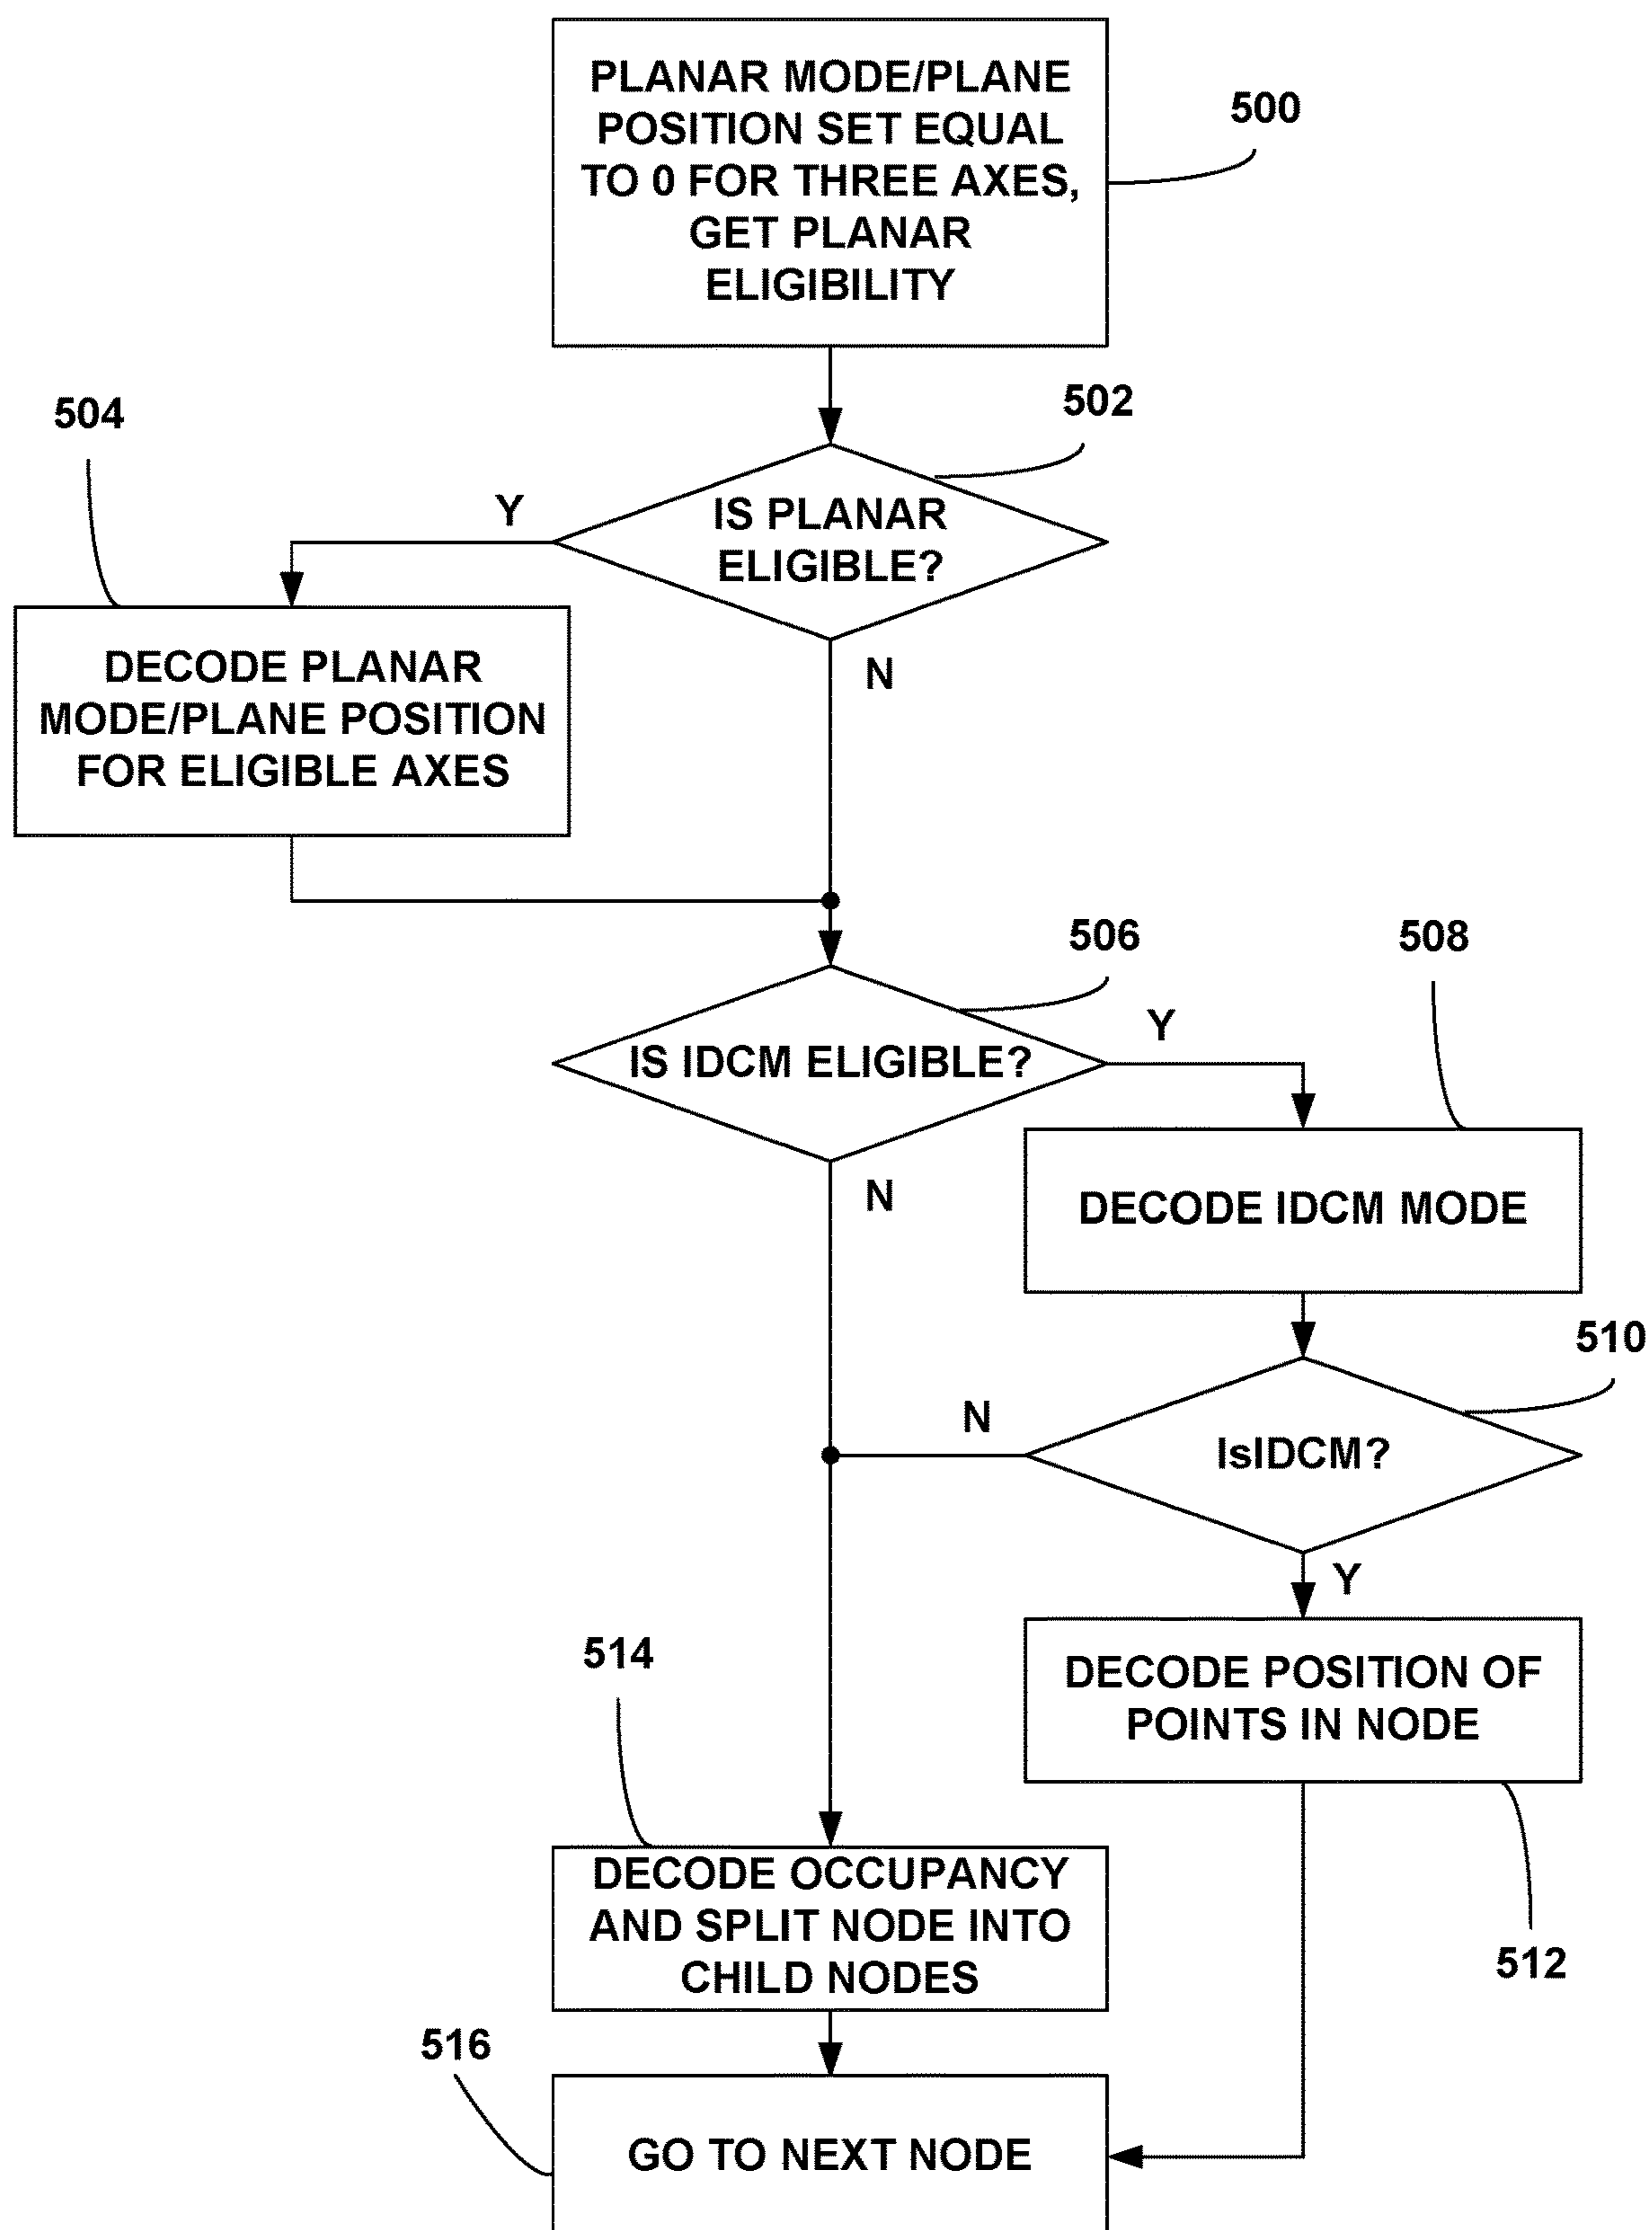 PLANAR MODE/PLANE
POSITION SET EQUAL
TO 0 FOR THREE AXES,
GET PLANAR
ELIGIBILITY
500
502
504
Y
IS PLANAR
ELIGIBLE?
N
DECODE PLANAR
MODE/PLANE POSITION
FOR ELIGIBLE AXES
506
508
Y
IS IDCM ELIGIBLE?
N
DECODE IDCM MODE
510
N
IsIDCM?
Y
514
DECODE POSITION OF
POINTS IN NODE
512
DECODE OCCUPANCY
AND SPLIT NODE INTO
CHILD NODES
516
GO TO NEXT NODE